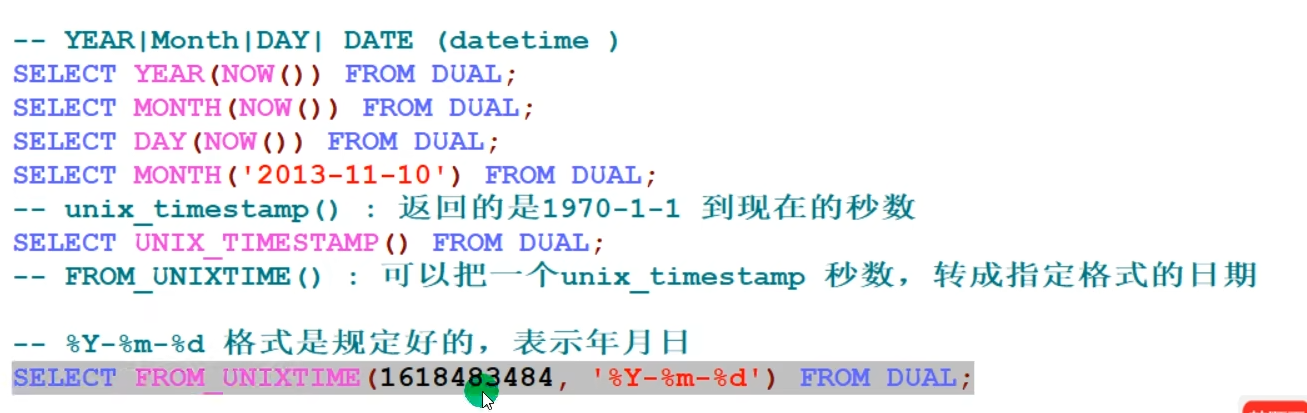 -- YEAR|Month|DAY| DATE (datetime )
SELECT YEAR(NOW()) FROM DUAL;
SELECT MONTH(NOW()) FROM DUAL;
SELECT DAY(NOW()) FROM DUAL;
SELECT MONTH('2013-11-10') FROM DUAL;
-- unix_timestamp() : 返回的是1970-1-1 到现在的秒数
SELECT UNIX_TIMESTAMP() FROM DUAL;
-- FROM_UNIXTIME() : 可以把一个unix_timestamp 秒数，转成指定格式的日期
-- %Y-%m-%d 格式是规定好的，表示年月日
SELECT FROM_UNIXTIME(1618483484, '%Y-%m-%d') FROM DUAL;